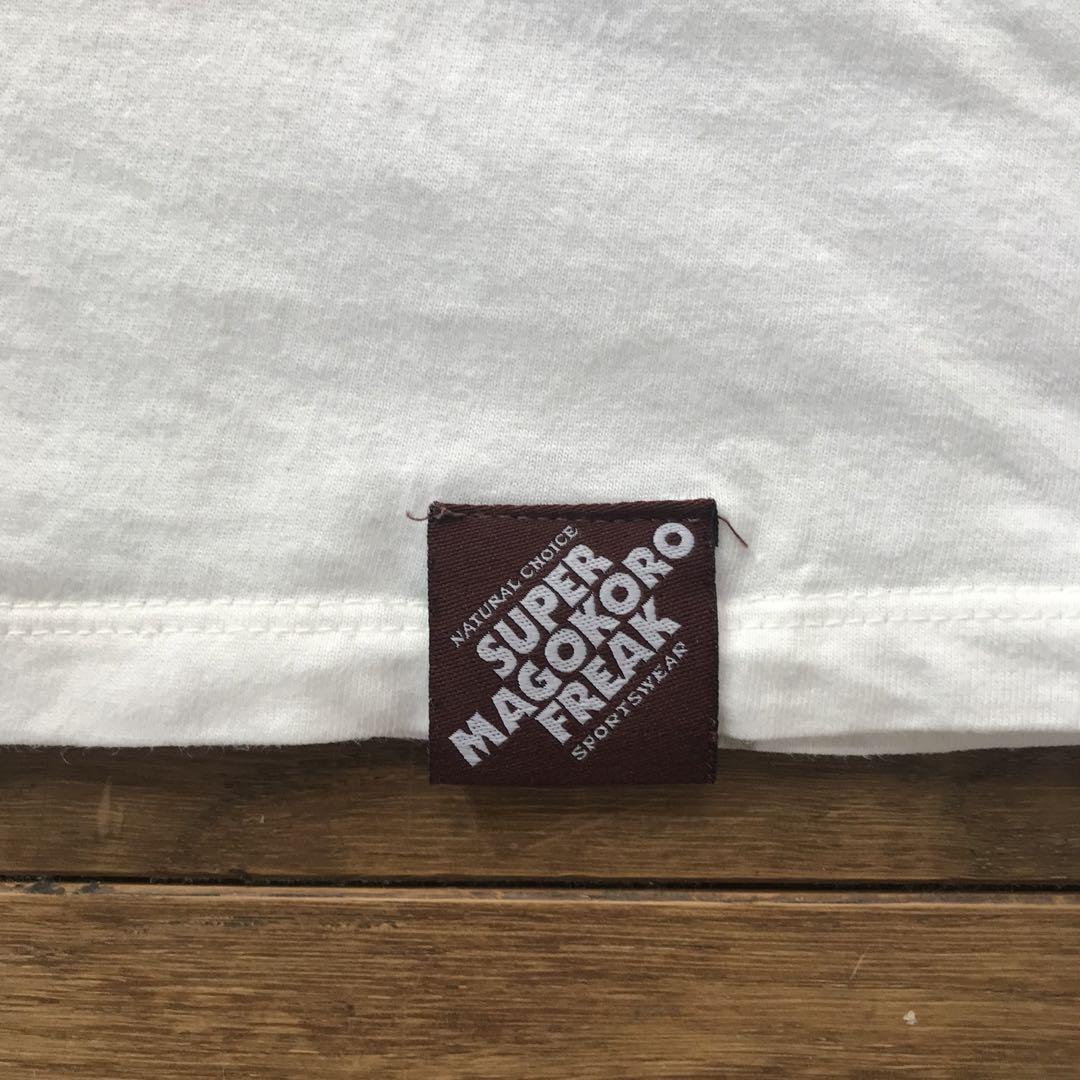 NATURAL CHOICE
SUPER
MAGOKORO
FREAK
SPORTSWEAR